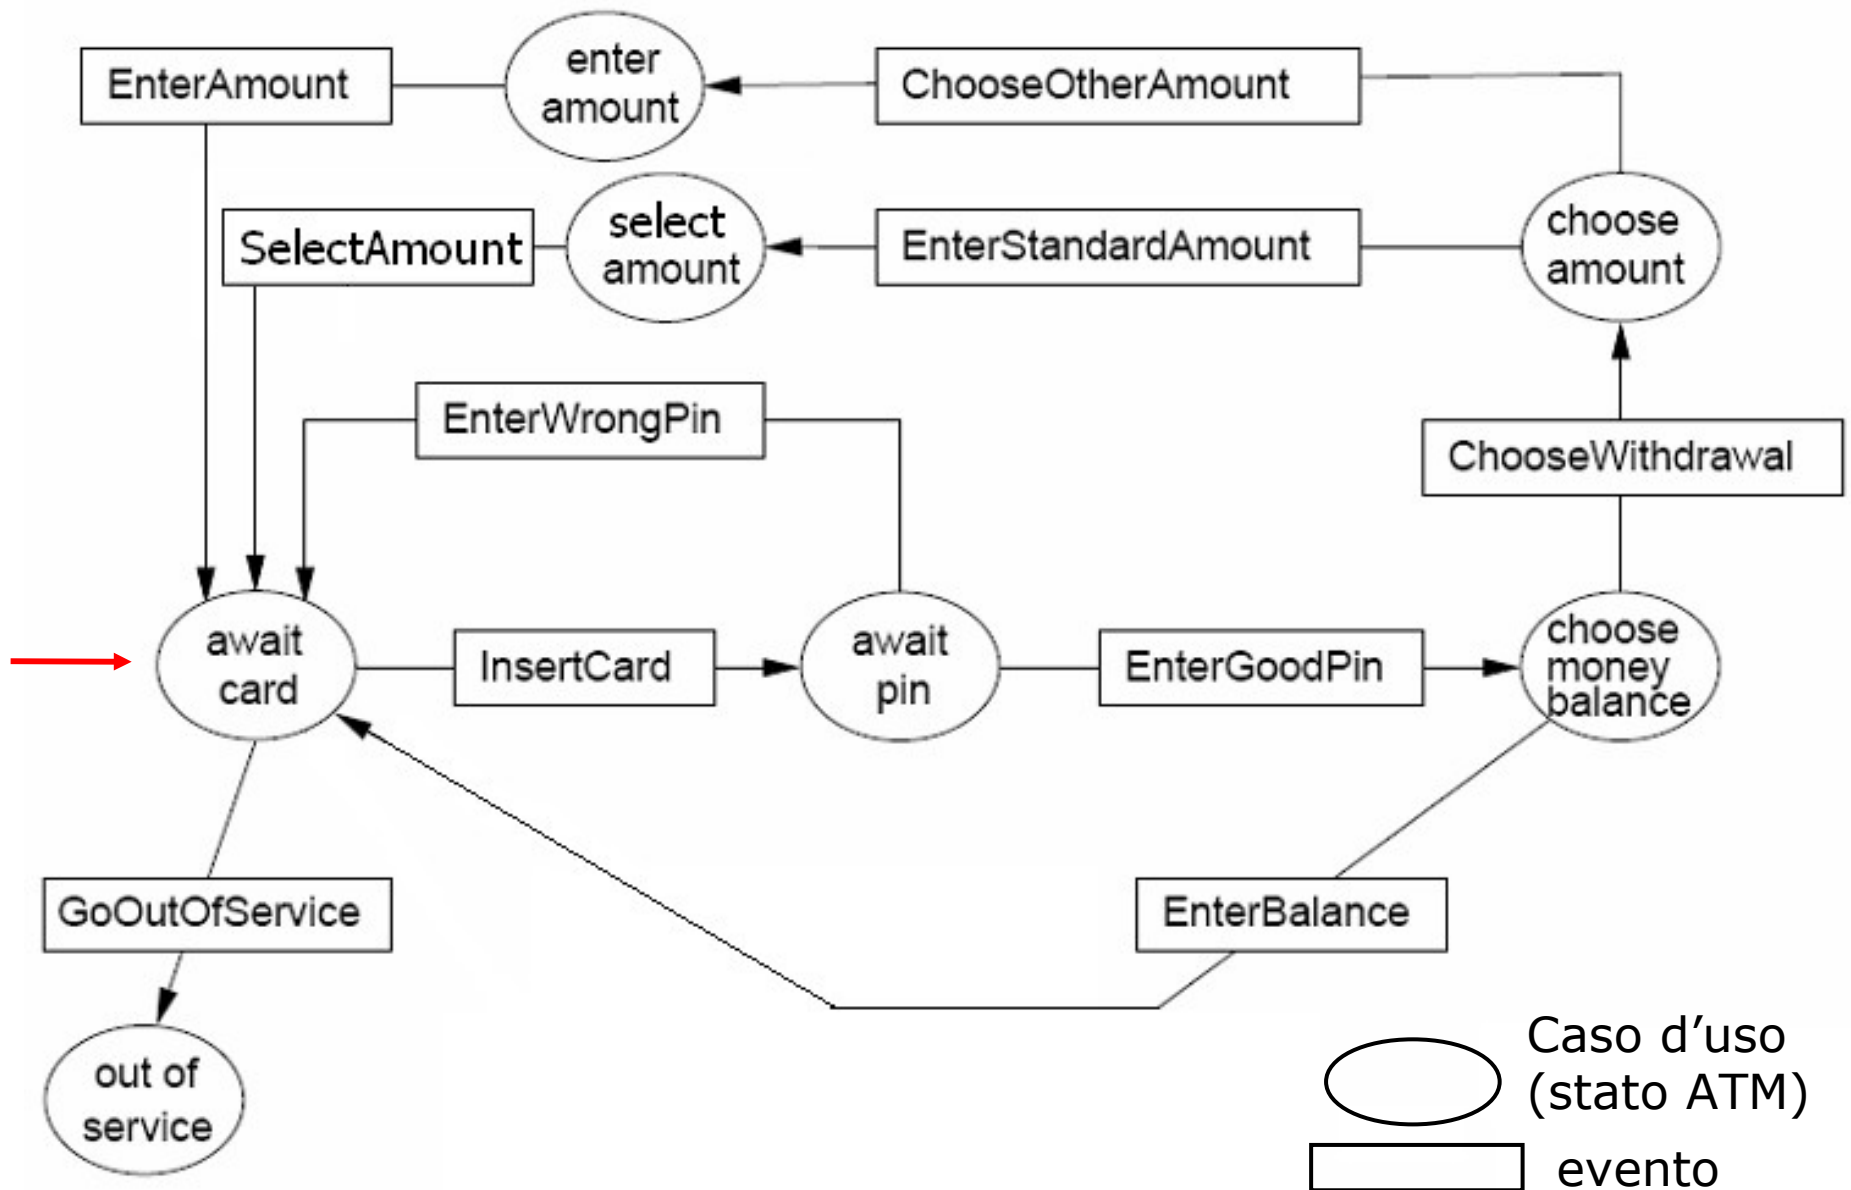 enter
amount
EnterAmount
ChooseOtherAmount
select
amount
SelectAmount
EnterStandardAmount
choose
amount
EnterWrongPin
ChooseWithdrawal
await
card
InsertCard
await
pin
EnterGoodPin
choose
money
balance
GoOutOfService
EnterBalance
out of
service
Caso d’uso
(stato ATM)
evento